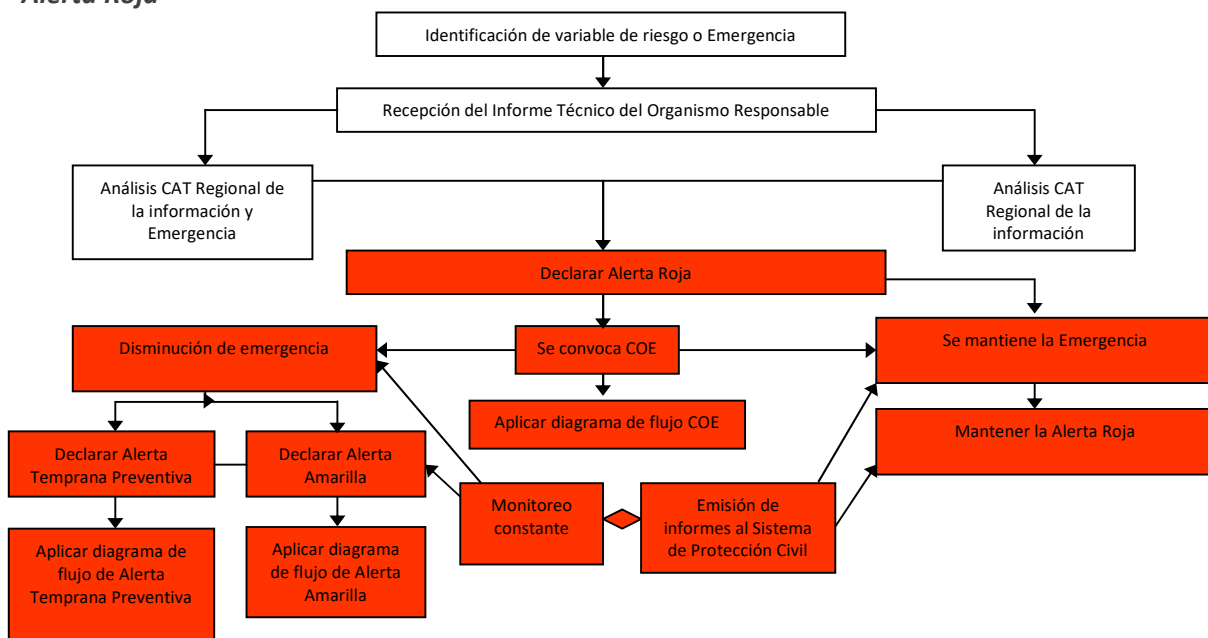 Alerta Roja
Identificación de variable de riesgo o Emergencia
Recepción del Informe Técnico del Organismo Responsable
Análisis CAT Regional de
la información y
Emergencia
Análisis CAT
Regional de la
información
Declarar Alerta Roja
Disminución de emergencia
Se convoca COE
Se mantiene la Emergencia
Aplicar diagrama de flujo COE
Mantener la Alerta Roja
Declarar Alerta
Temprana Preventiva
Declarar Alerta
Amarilla
Monitoreo
constante
Emisión de
informes al Sistema
de Protección Civil
Aplicar diagrama de
flujo de Alerta
Temprana Preventiva
Aplicar diagrama
de flujo de Alerta
Amarilla